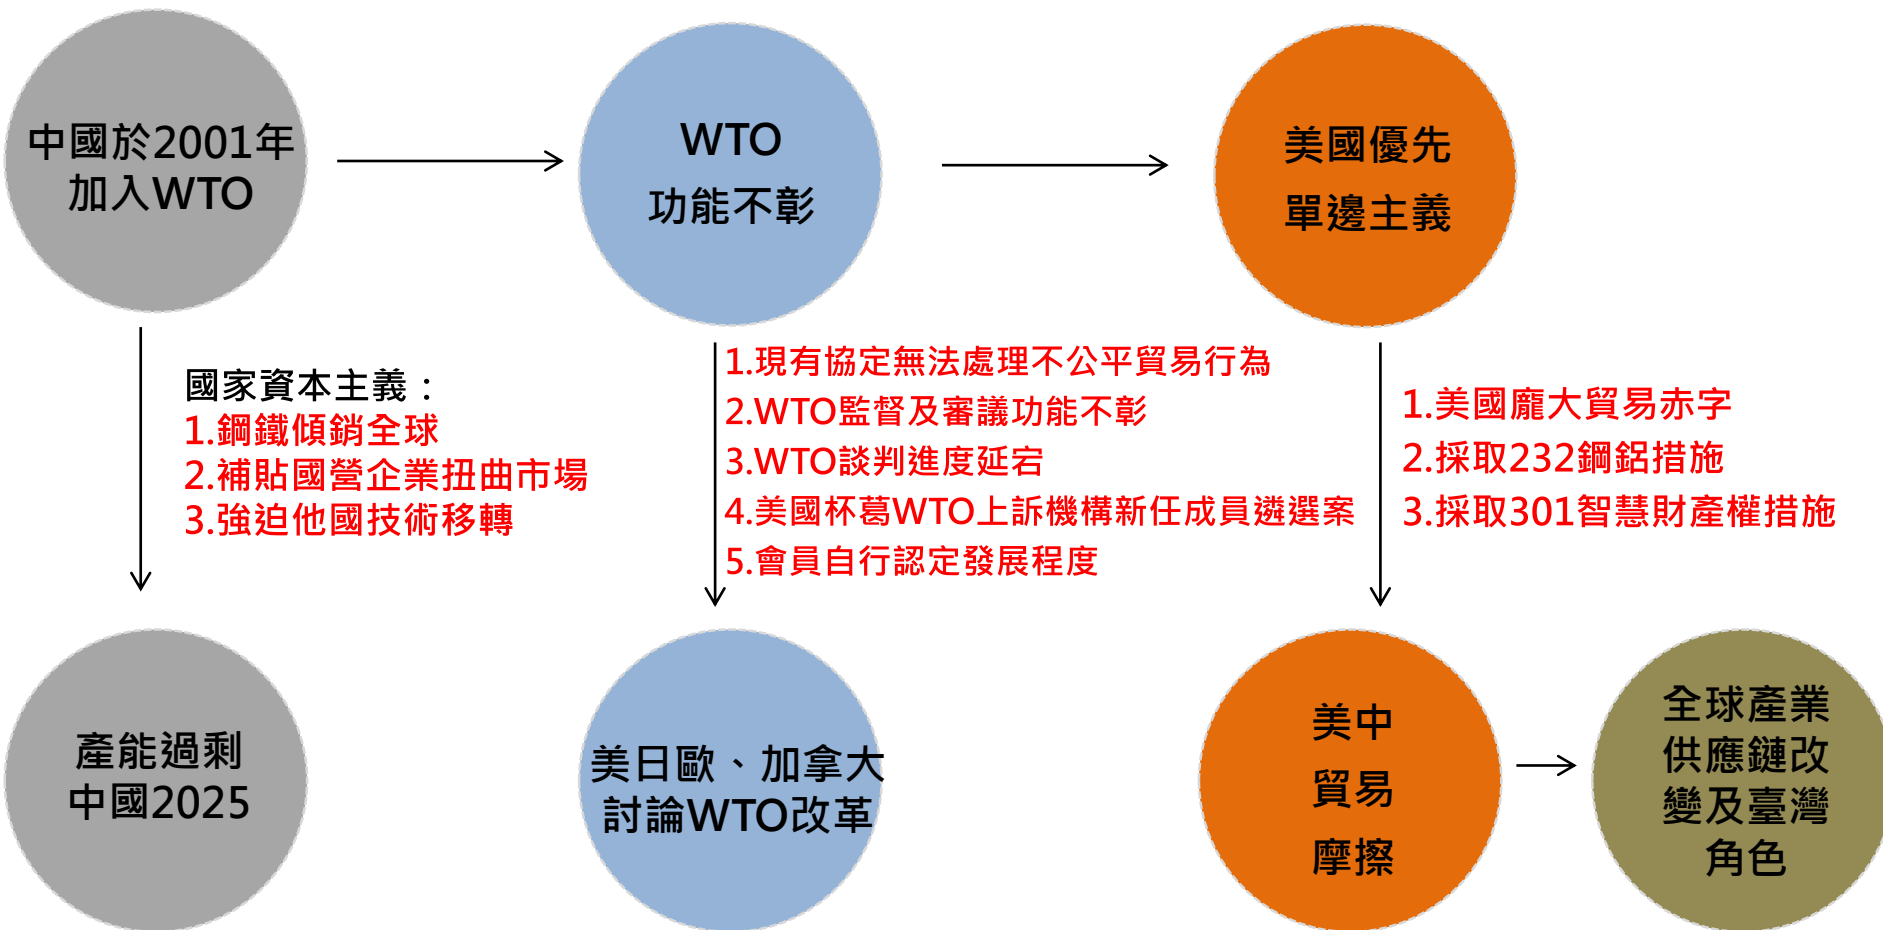 中國於2001年
加入WTO
WTO
功能不彰
美國優先
單邊主義
國家資本主義：
1.鋼鐵傾銷全球
2.補貼國營企業扭曲市場
3.強迫他國技術移轉
1.現有協定無法處理不公平貿易行為
2.WTO監督及審議功能不彰
3.WTO談判進度延宕
4.美國杯葛WTO上訴機構新任成員遴選案
5.會員自行認定發展程度
1.美國龐大貿易赤字
2.採取232鋼鋁措施
3.採取301智慧財產權措施
產能過剩
中國2025
美日歐、加拿大
討論WTO改革
美中
貿易
摩擦
全球產業
供應鏈改
變及臺灣
角色